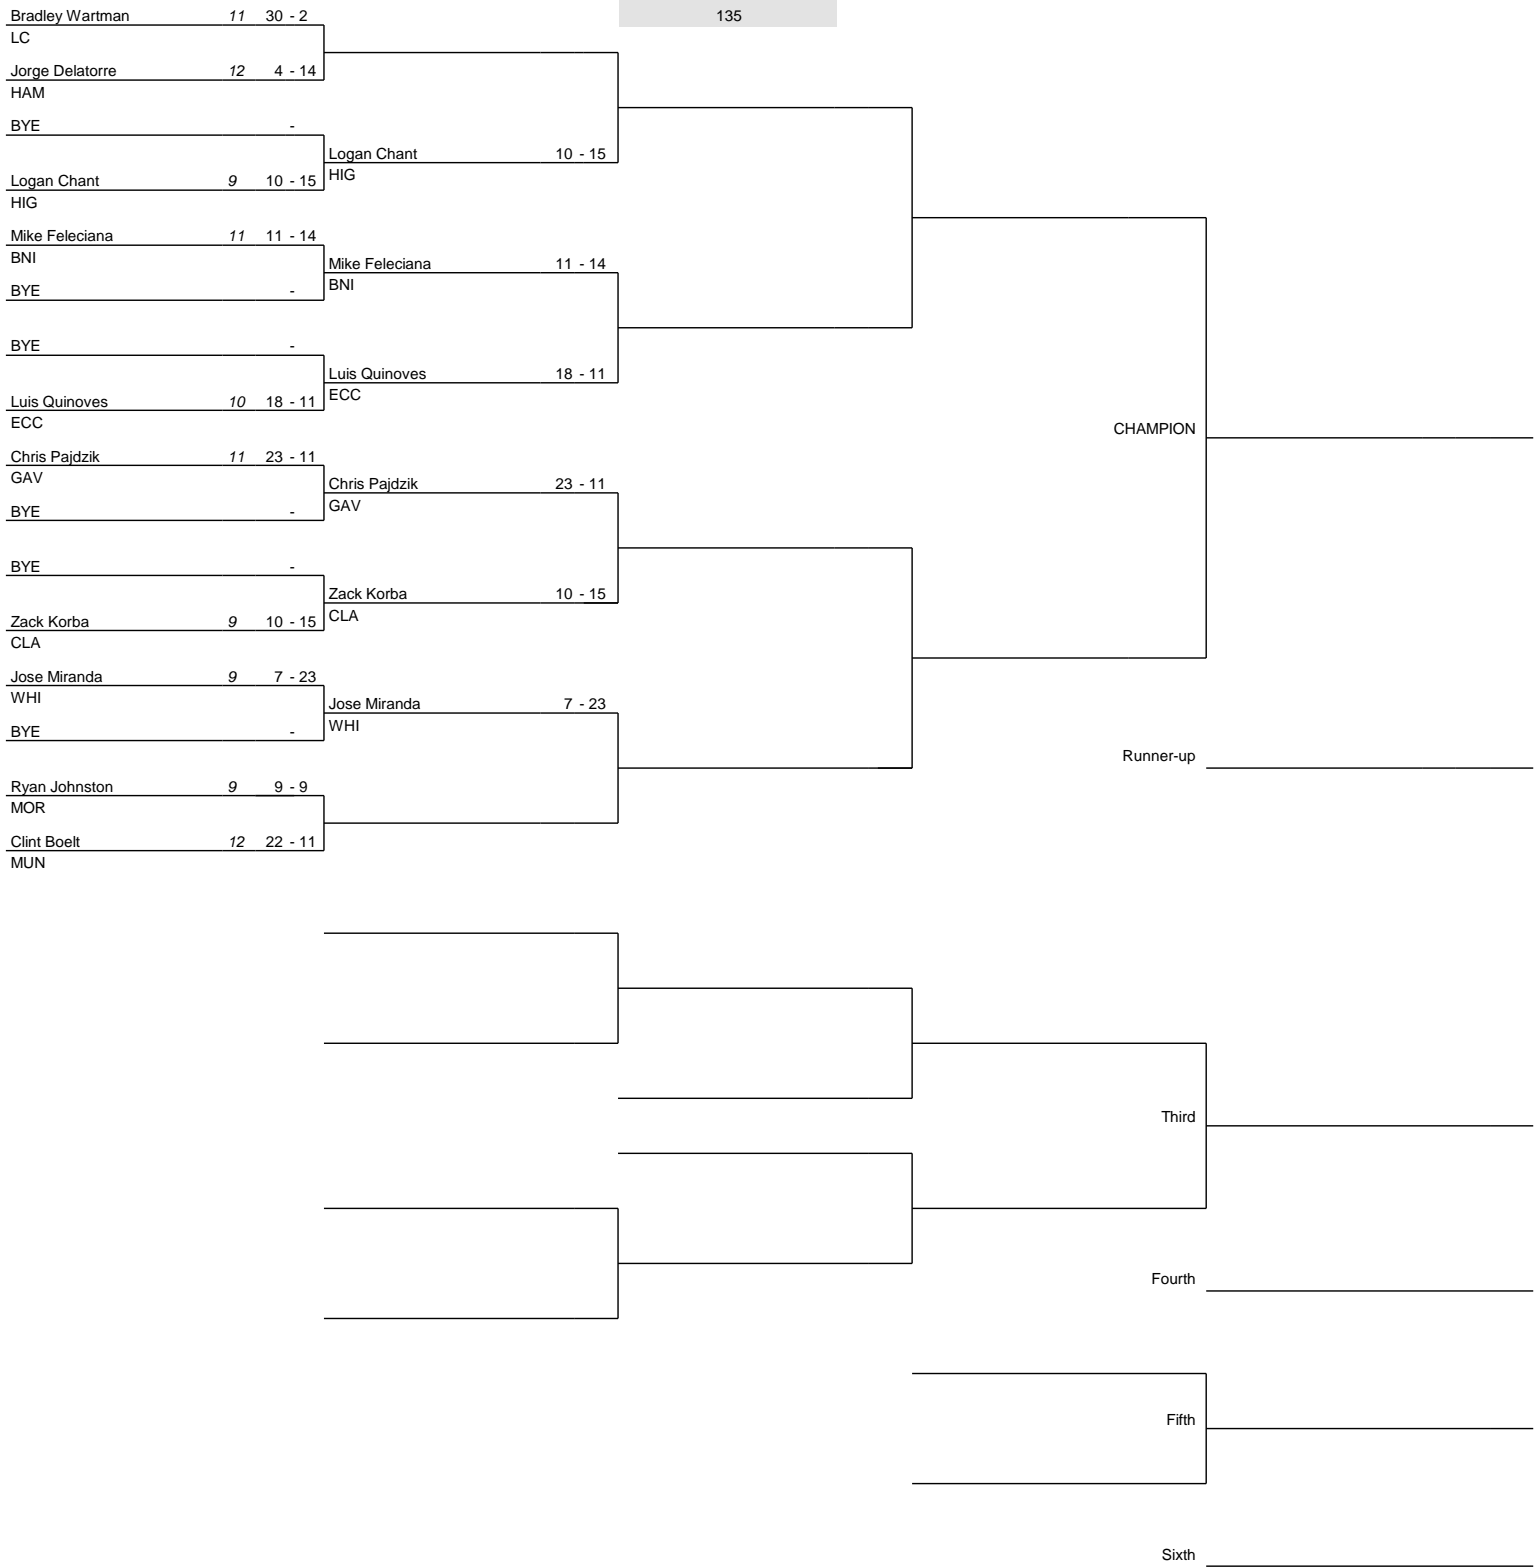 Bradley Wartman 11 30 - 2 135
LC
Jorge Delatorre 12 4 - 14
HAM
BYE -
Logan Chant 10 - 15
HIG
Logan Chant 9 10 - 15
HIG
Mike Feleciana 11 11 - 14
BNI
Mike Feleciana 11 - 14
BNI
BYE -
BYE -
Luis Quinoves 18 - 11
ECC
Luis Quinoves 10 18 - 11
ECC
CHAMPION
Chris Pajdzik 11 23 - 11
GAV
Chris Pajdzik 23 - 11
GAV
BYE -
BYE -
Zack Korba 10 - 15
CLA
Zack Korba 9 10 - 15
CLA
Jose Miranda 9 7 - 23
WHI
Jose Miranda 7 - 23
WHI
BYE -
Runner-up
Ryan Johnston 9 9 - 9
MOR
Clint Boelt 12 22 - 11
MUN
Third
Fourth
Fifth
Sixth